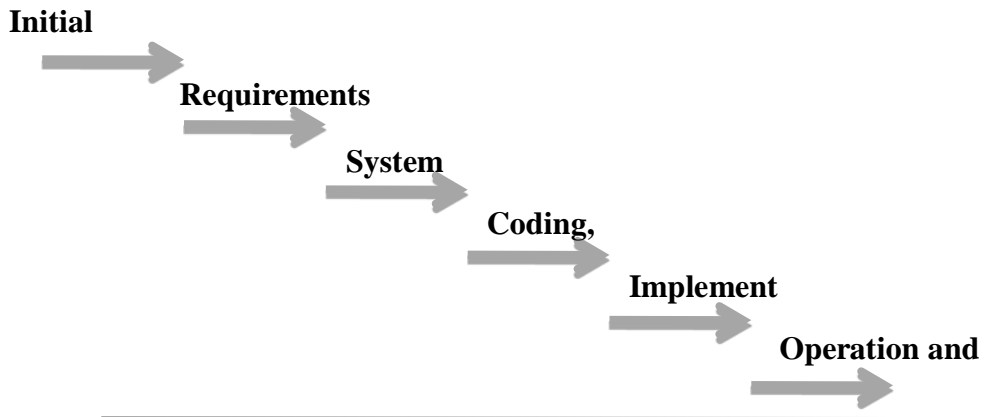 Initial
Requirements
System
Coding,
Implement
Operation and